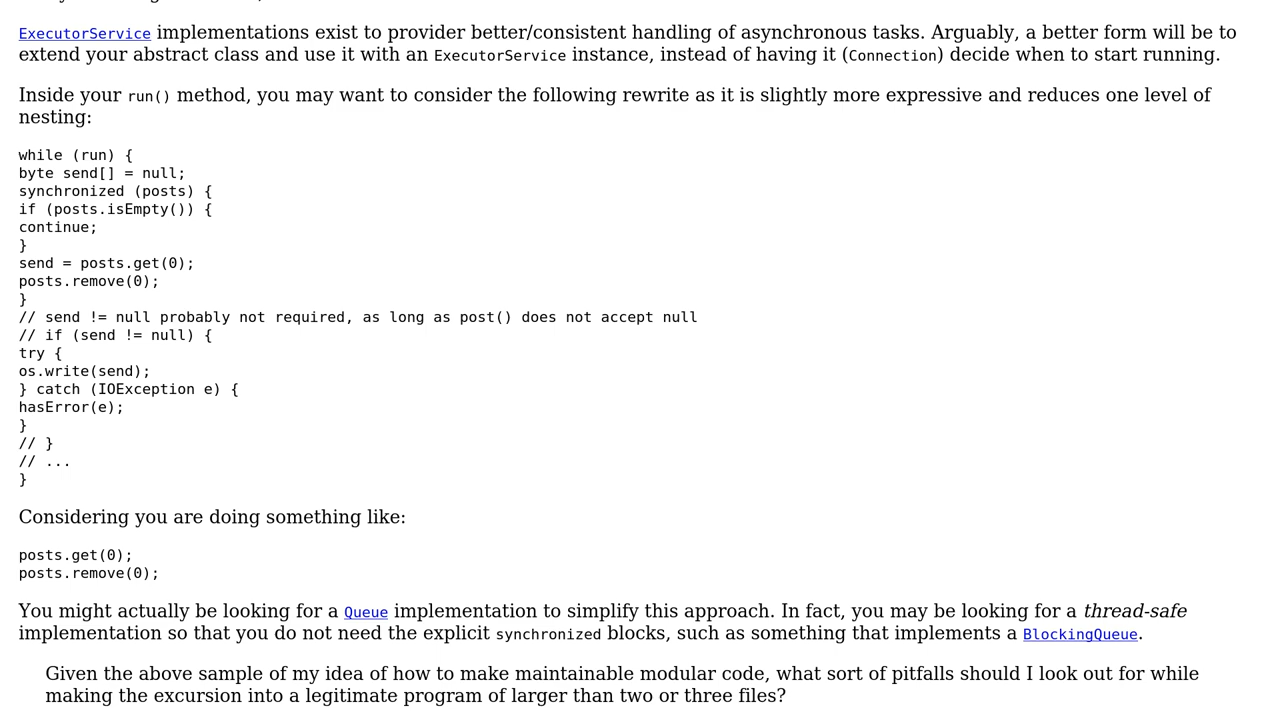 ExecutorService implementations exist to provider better/consistent handling of asynchronous tasks. Arguably, a better form will be to
extend your abstract class and use it with an ExecutorService instance, instead of having it (Connection) decide when to start running.
Inside your run() method, you may want to consider the following rewrite as it is slightly more expressive and reduces one level of
nesting:
while (run) {
byte send[] = null;
synchronized (posts) {
if (posts.isEmpty()) {
continue;
}
send = posts.get(0);
posts.remove(0);
}
// send != null probably not required, as long as post() does not accept null
// if (send != null) {
try {
os.write(send);
} catch (IOException e) {
hasError(e);
}
// }
// ...
}
Considering you are doing something like:
posts.get(0);
posts.remove(0);
You might actually be looking for a Queue implementation to simplify this approach. In fact, you may be looking for a thread-safe
implementation so that you do not need the explicit synchronized blocks, such as something that implements a BlockingQueue.
Given the above sample of my idea of how to make maintainable modular code, what sort of pitfalls should I look out for while
making the excursion into a legitimate program of larger than two or three files?